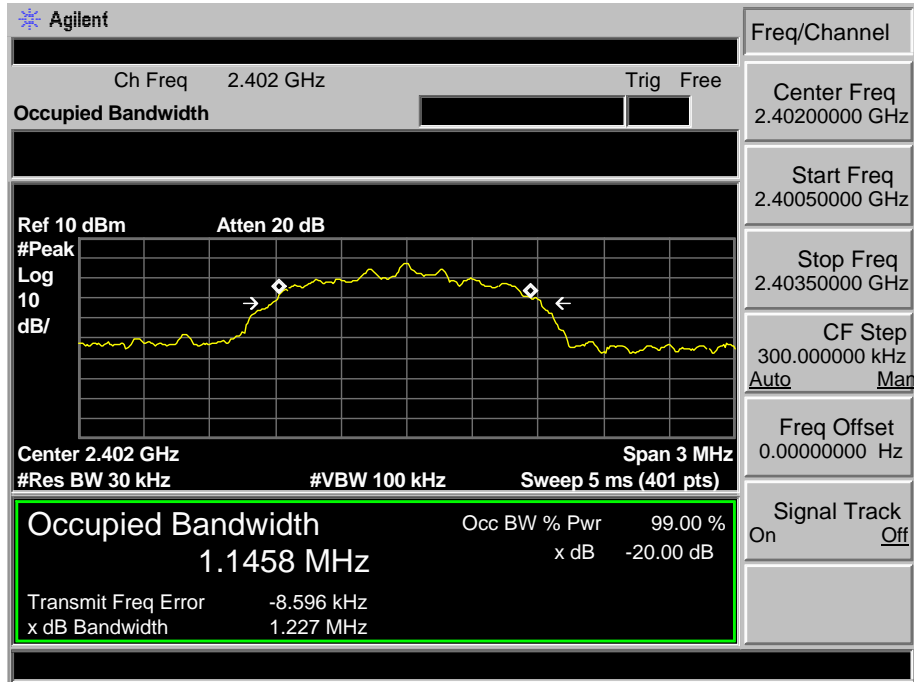 Agilent
Freq/Channel
Ch Freq 2.402 GHz Trig Free
Occupied Bandwidth
Center Freq
2.40200000 GHz
Start Freq
2.40050000 GHz
Stop Freq
2.40350000 GHz
CF Step
300.000000 kHz
Auto Man
Freq Offset
0.00000000 Hz
Signal Track
On Off
Ref 10 dBm Atten 20 dB
#Peak
Log
10
dB/
Center 2.402 GHz Span 3 MHz
#Res BW 30 kHz #VBW 100 kHz Sweep 5 ms (401 pts)
Occupied Bandwidth
1.1458 MHz
Occ BW % Pwr 99.00 %
x dB -20.00 dB
Transmit Freq Error -8.596 kHz
x dB Bandwidth 1.227 MHz